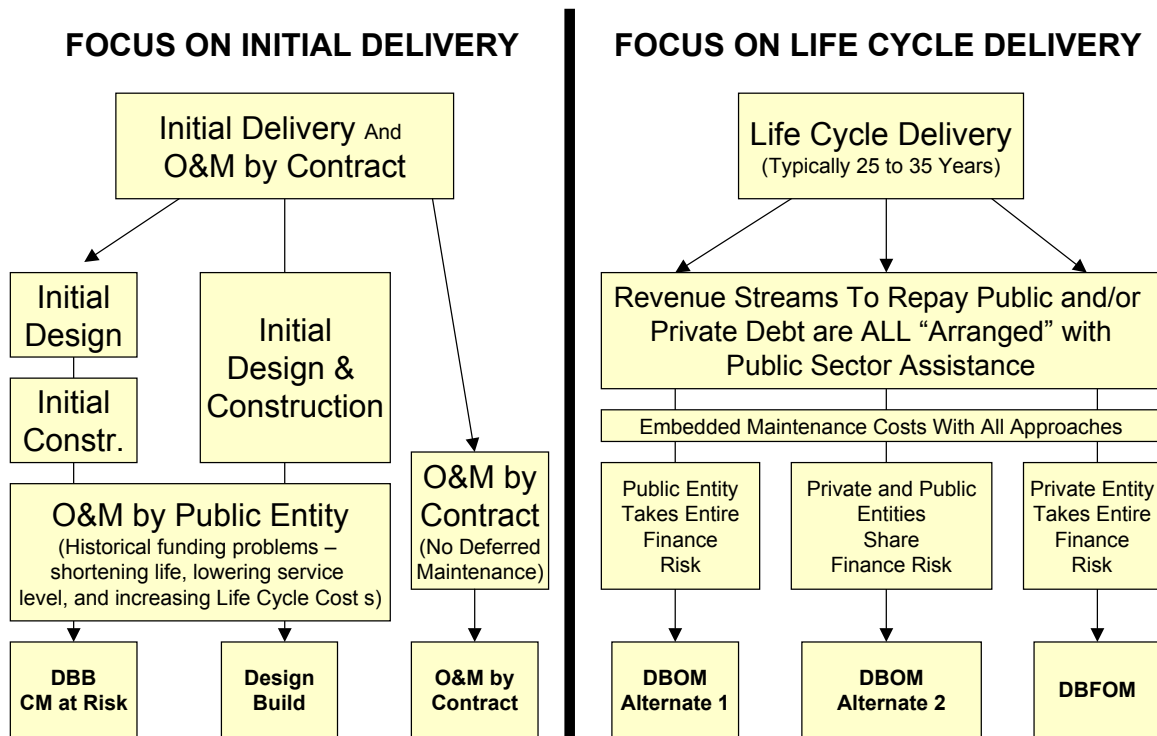 FOCUS ON INITIAL DELIVERY
Initial Delivery And
O&M by Contract
Initial
Design
Initial
Constr.
Initial
Design &
Construction
O&M by Public Entity
(Historical funding problems –
shortening life, lowering service
level, and increasing Life Cycle Cost s)
O&M by
Contract
(No Deferred
Maintenance)
DBB
CM at Risk
Design
Build
O&M by
Contract
FOCUS ON LIFE CYCLE DELIVERY
Life Cycle Delivery
(Typically 25 to 35 Years)
Revenue Streams To Repay Public and/or
Private Debt are ALL “Arranged” with
Public Sector Assistance
Embedded Maintenance Costs With All Approaches
Public Entity
Takes Entire
Finance
Risk
Private and Public
Entities
Share
Finance Risk
Private Entity
Takes Entire
Finance
Risk
DBOM
Alternate 1
DBOM
Alternate 2
DBFOM